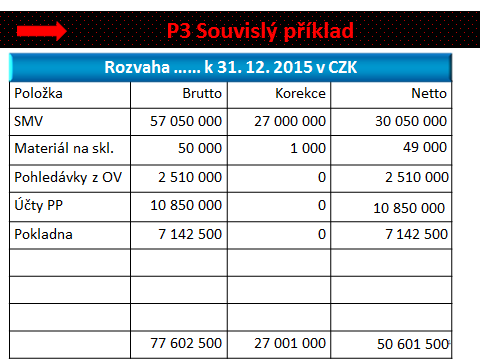 P3 Souvislý příklad
Rozvaha ...... k 31. 12. 2015 v CZK
Položka Brutto Korekce Netto
SMV 57 050 000 27 000 000 30 050 000
Materiál na skl. 50 000 1 000 49 000
Pohledávky z OV 2 510 000 0 2 510 000
Účty PP 10 850 000 0 10 850 000
Pokladna 7 142 500 0 7 142 500
77 602 500 27 001 000 50 601 500